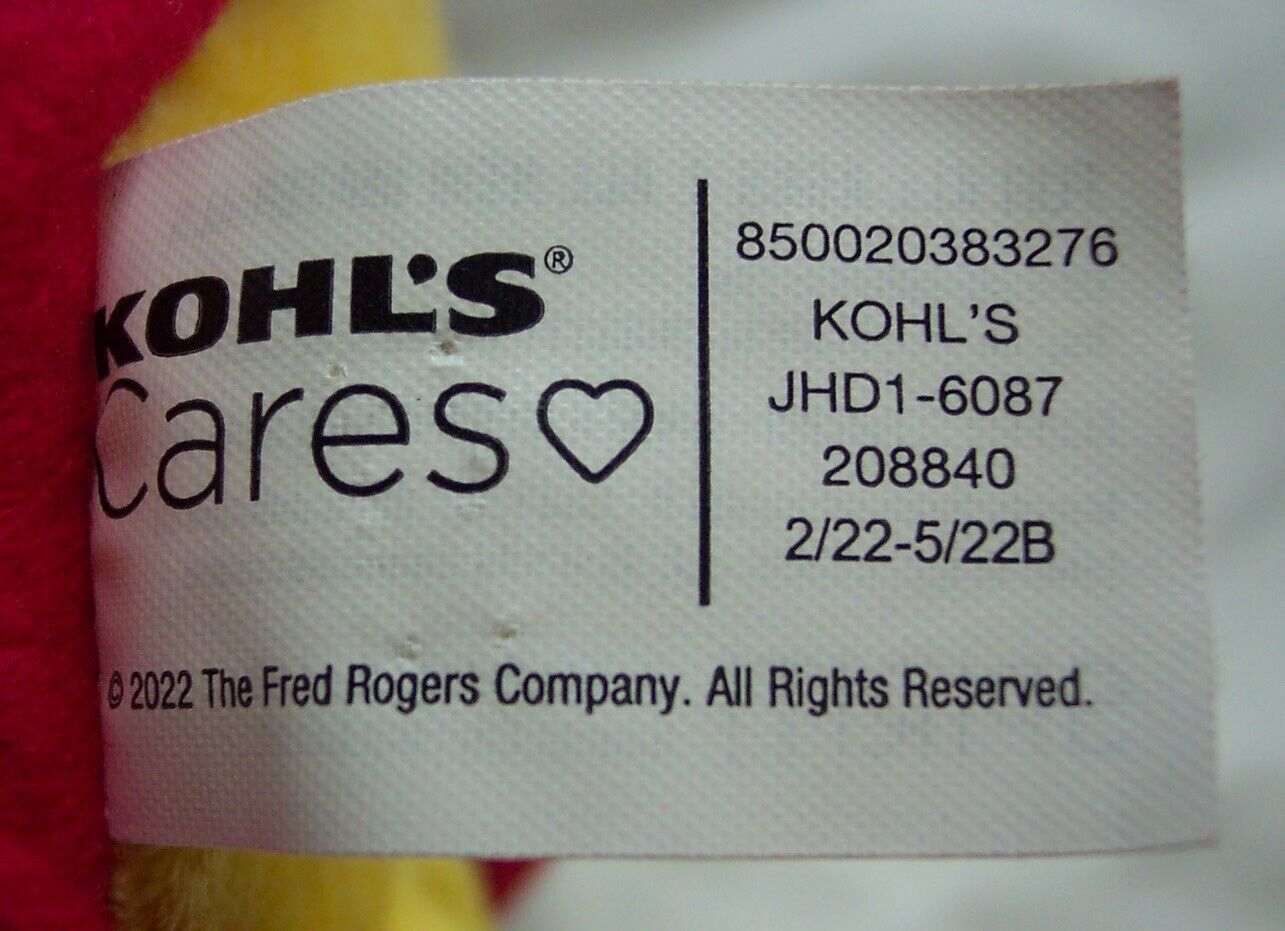 KOHL'S®
Cares
850020383276
KOHL'S
JHD1-6087
208840
2/22-5/22B
© 2022 The Fred Rogers Company. All Rights Reserved.